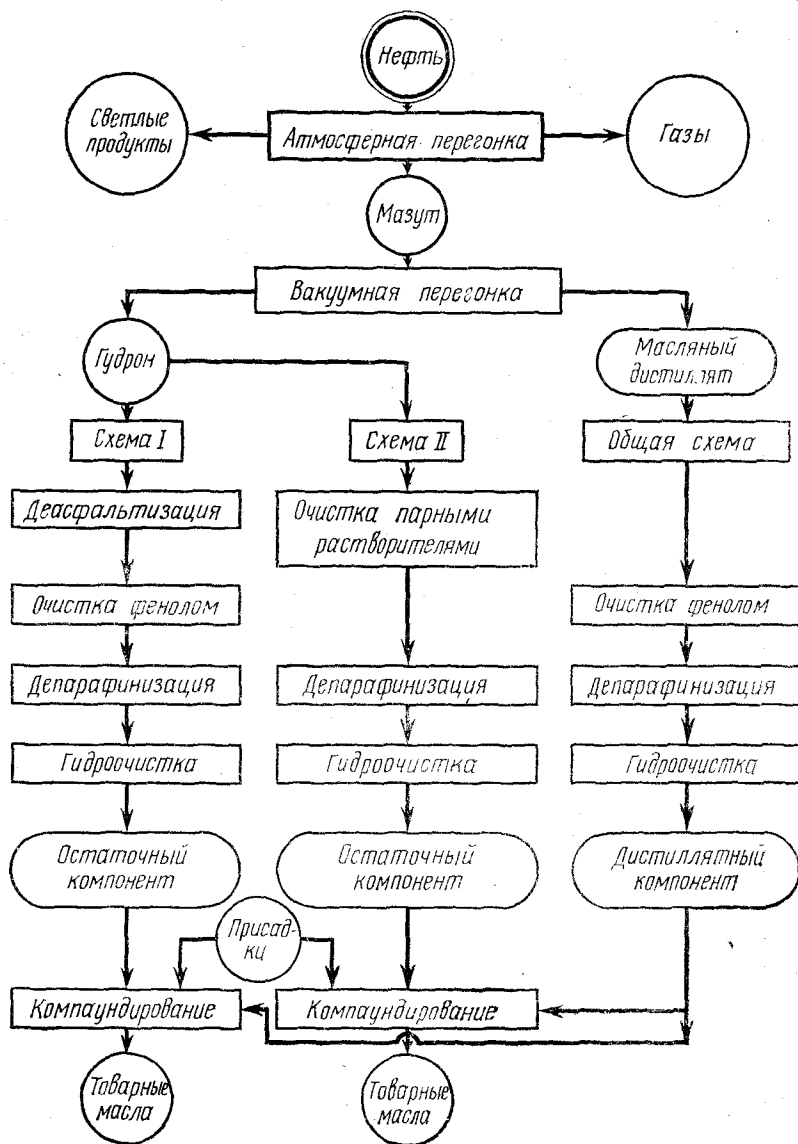 Нефть
Светлые
продукты
Атмосферная перегонка
Газы
Мазут
Вакуумная перегонка
Гудрон
Масляный
дистиллят
Схема I
Схема II
Общая схема
Деасфальтизация
Очистка парными
растворителями
Очистка фенолом
Очистка фенолом
Депарафинизация
Депарафинизация
Депарафинизация
Гидроочистка
Гидроочистка
Гидроочистка
Остаточный
компонент
Остаточный
компонент
Дистиллятный
компонент
Присад-
ки
Компаундирование
Компаундирование
Товарные
масла
Товарные
масла